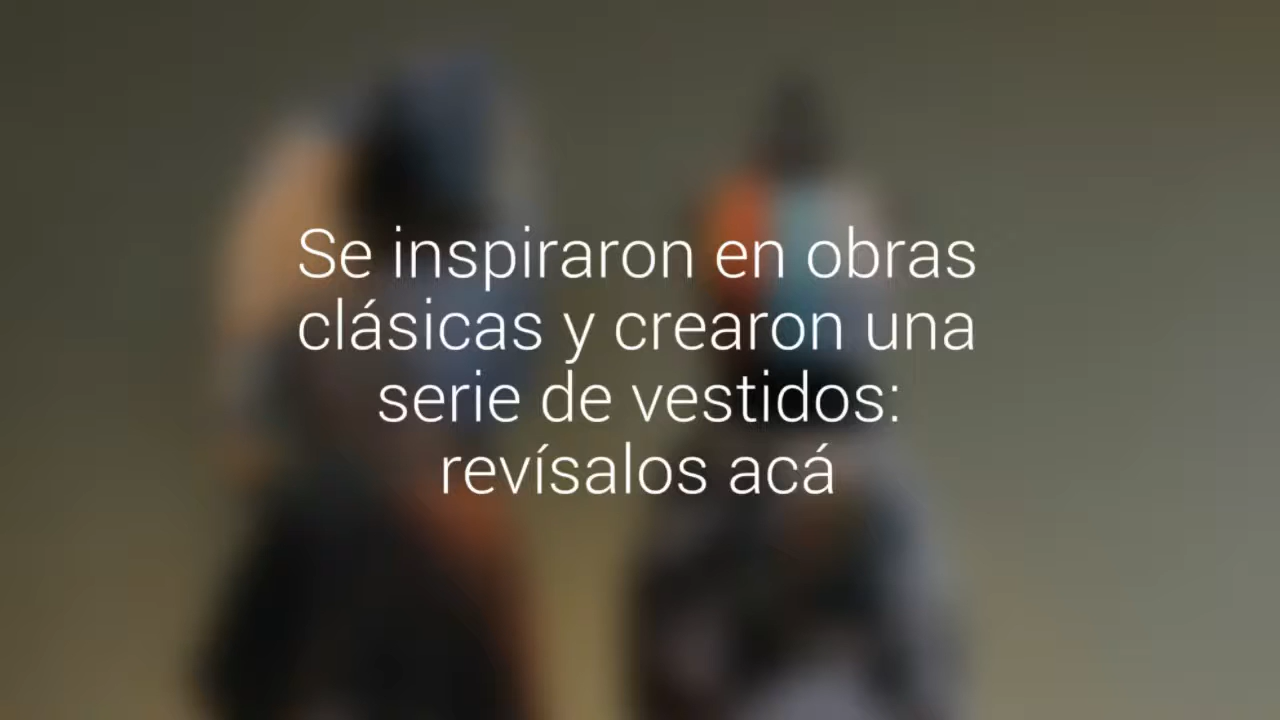 Se inspiraron en obras
clásicas y crearon una
serie de vestidos:
revísalos acá